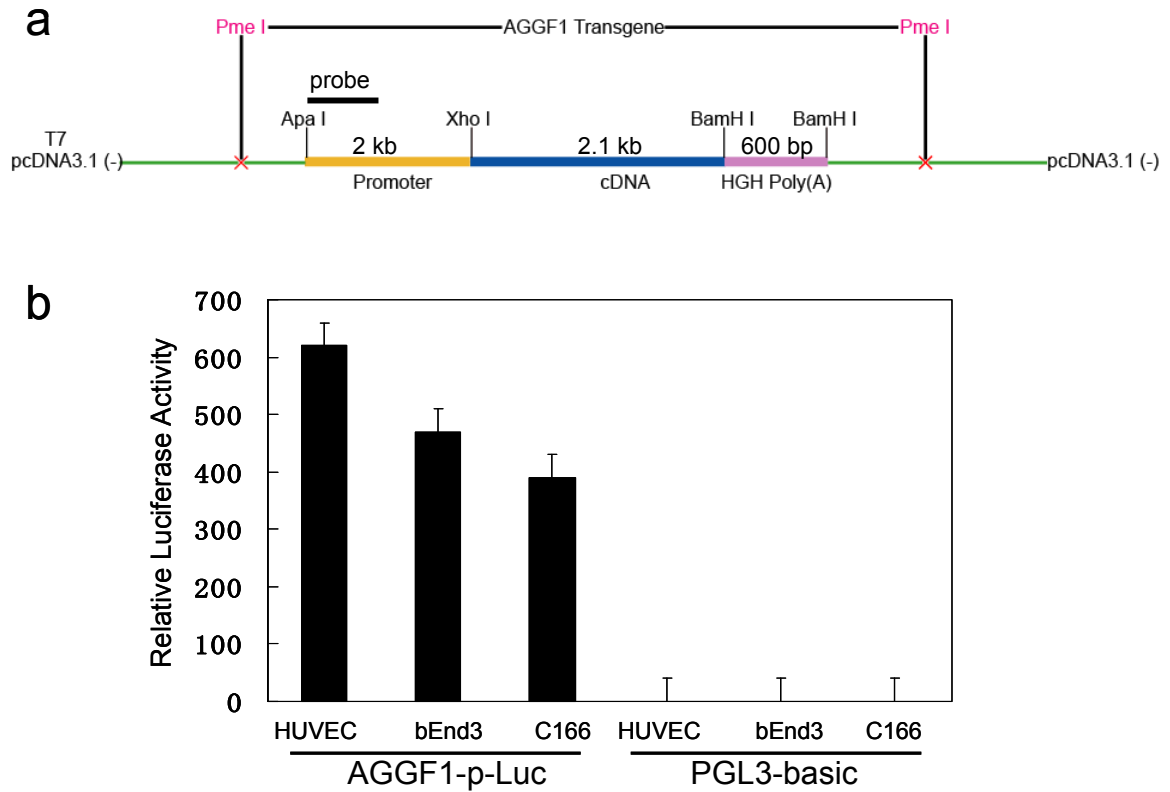 a
Pme I AGGF1 Transgene Pme I
probe
Apa I Xho I BamH I BamH I
T7 2 kb 2.1 kb 600 bp
pcDNA3.1 (-) pcDNA3.1 (-)
Promoter cDNA HGH Poly(A)
b
Relative Luciferase Activity
700
600
500
400
300
200
100
0
HUVEC bEnd3 C166 HUVEC bEnd3 C166
AGGF1-p-Luc PGL3-basic